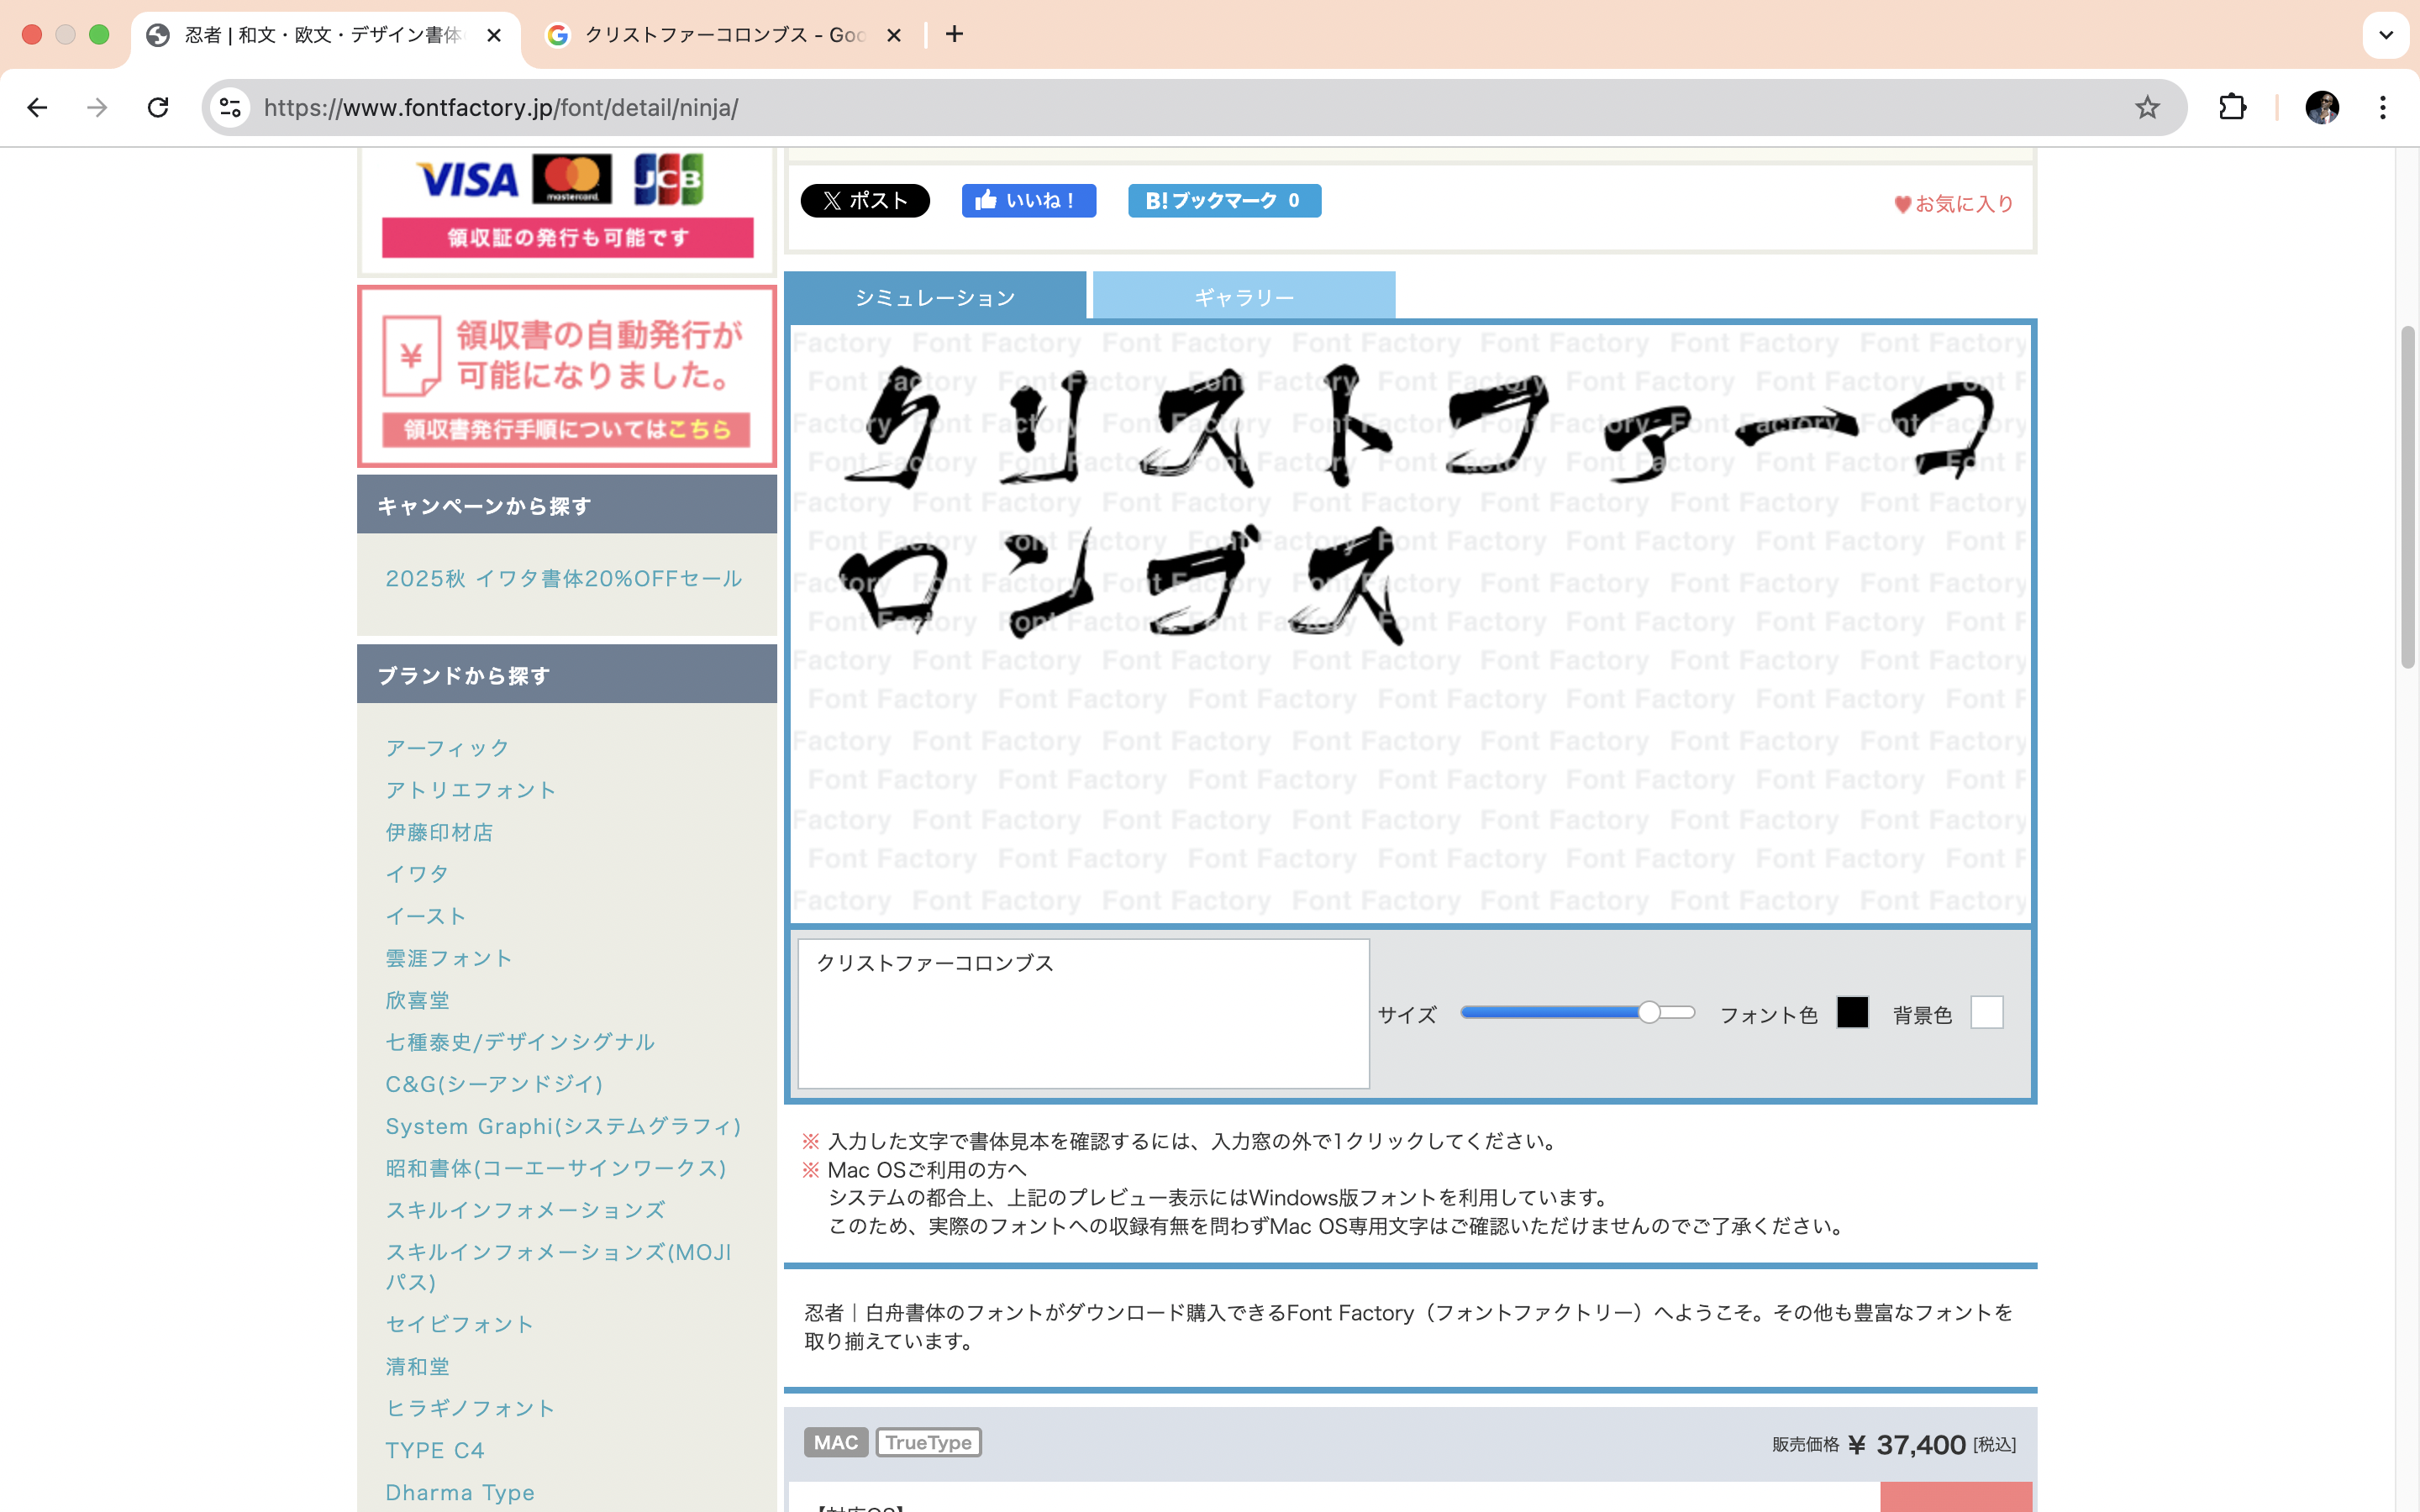 忍者 | 和文・欧文・デザイン書体
クリストファーコロンブス - Goo
https://www.fontfactory.jp/font/detail/ninja/
VISA mastercard JCB
領収証の発行も可能です
¥ 領収書の自動発行が
可能になりました。
領収書発行手順についてはこちら
キャンペーンから探す
2025秋 イワタ書体20%OFFセール
ブランドから探す
アーフィック
アトリエフォント
伊藤印材店
イワタ
イースト
雲涯フォント
欣喜堂
七種泰史/デザインシグナル
C&G(シーアンドジイ)
System Graphi(システムグラフィ)
昭和書体(コーエーサインワークス)
スキルインフォメーションズ
スキルインフォメーションズ(MOJI
パス)
セイビフォント
清和堂
ヒラギノフォント
TYPE C4
Dharma Type
X ポスト いいね！ B!ブックマーク 0
♥お気に入り
シミュレーション ギャラリー
クリストファーコ
ロンブス
クリストファーコロンブス
サイズ フォント色 背景色
※ 入力した文字で書体見本を確認するには、入力窓の外で1クリックしてください。
※ Mac OSご利用の方へ
システムの都合上、上記のプレビュー表示にはWindows版フォントを利用しています。
このため、実際のフォントへの収録有無を問わずMac OS専用文字はご確認いただけませんのでご了承ください。
忍者｜白舟書体のフォントがダウンロード購入できるFont Factory（フォントファクトリー）へようこそ。その他も豊富なフォントを
取り揃えています。
MAC TrueType 販売価格 ¥ 37,400 [税込]